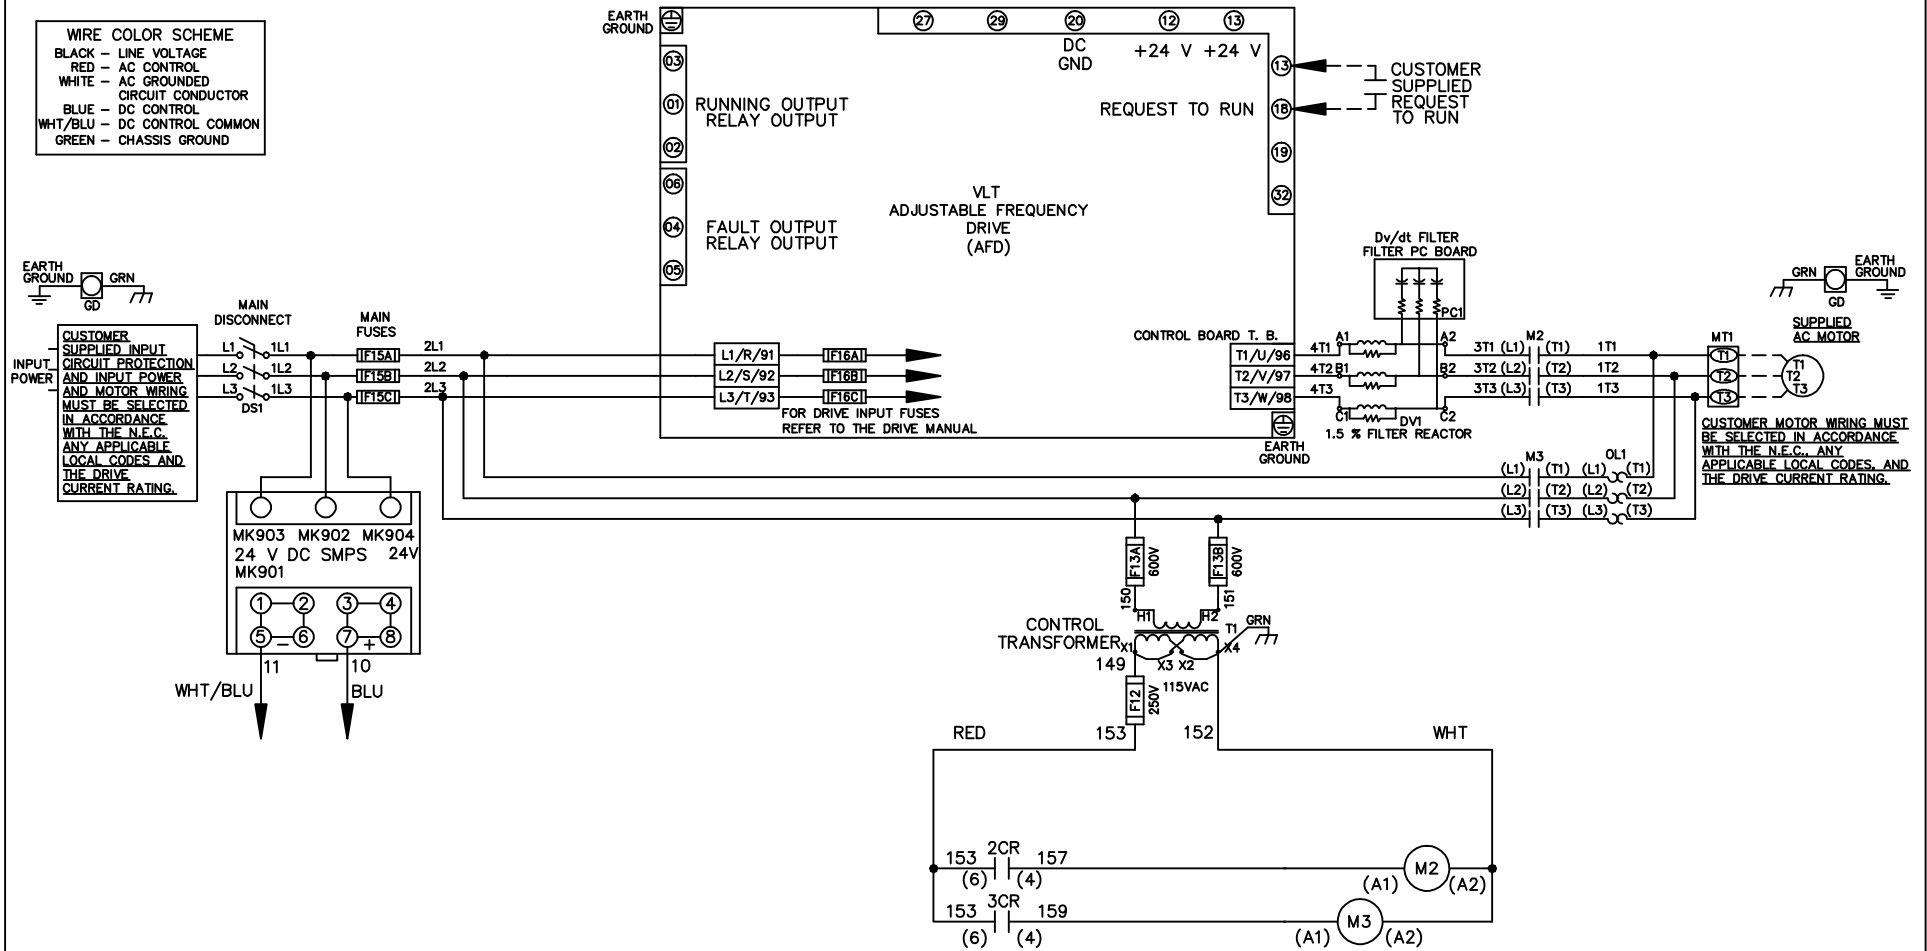 WIRE COLOR SCHEME
BLACK – LINE VOLTAGE
RED – AC CONTROL
WHITE – AC GROUNDED
CIRCUIT CONDUCTOR
BLUE – DC CONTROL
WHT/BLU – DC CONTROL COMMON
GREEN – CHASSIS GROUND
EARTH
GROUND
27 29 20 12 13
DC
GND
+24 V +24 V
03
01
02
RUNNING OUTPUT
RELAY OUTPUT
06
04
05
FAULT OUTPUT
RELAY OUTPUT
VLT
ADJUSTABLE FREQUENCY
DRIVE
(AFD)
REQUEST TO RUN
13
18
19
32
CUSTOMER
SUPPLIED
REQUEST
TO RUN
EARTH
GROUND
GRN
GD
INPUT
POWER
CUSTOMER
SUPPLIED INPUT
CIRCUIT PROTECTION
AND INPUT POWER
AND MOTOR WIRING
MUST BE SELECTED
IN ACCORDANCE
WITH THE N.E.C.
ANY APPLICABLE
LOCAL CODES AND
THE DRIVE
CURRENT RATING.
MAIN
DISCONNECT
L1 1L1
L2 1L2
L3 1L3
DS1
MAIN
FUSES
F15A 2L1
F15B 2L2
F15C 2L3
L1/R/91 F16A
L2/S/92 F16B
L3/T/93 F16C
FOR DRIVE INPUT FUSES
REFER TO THE DRIVE MANUAL
CONTROL BOARD T. B.
T1/U/96
T2/V/97
T3/W/98
EARTH
GROUND
Dv/dt FILTER
FILTER PC BOARD
PC1
4T1 A1 A2
4T2 B1 B2
4T3 C1 C2
DV1
1.5 % FILTER REACTOR
M2
3T1 (L1) (T1) 1T1
3T2 (L2) (T2) 1T2
3T3 (L3) (T3) 1T3
M3 OL1
(L1) (T1) (L1) (T1)
(L2) (T2) (L2) (T2)
(L3) (T3) (L3) (T3)
GRN
GD
EARTH
GROUND
SUPPLIED
AC MOTOR
MT1
T1
T2
T3
T1
T2
T3
CUSTOMER MOTOR WIRING MUST
BE SELECTED IN ACCORDANCE
WITH THE N.E.C., ANY
APPLICABLE LOCAL CODES, AND
THE DRIVE CURRENT RATING.
MK903 MK902 MK904
24 V DC SMPS 24V
MK901
1 2 3 4
5 – 6 7 + 8
11 10
WHT/BLU BLU
F13A 600V
F13B 600V
150 151
H1 H2
CONTROL
TRANSFORMER
T1
GRN
X1 X3 X2 X4
149
115VAC
F12 250V
153 152
RED WHT
153 2CR 157
(6) (4)
M2
(A1) (A2)
153 3CR 159
(6) (4)
M3
(A1) (A2)